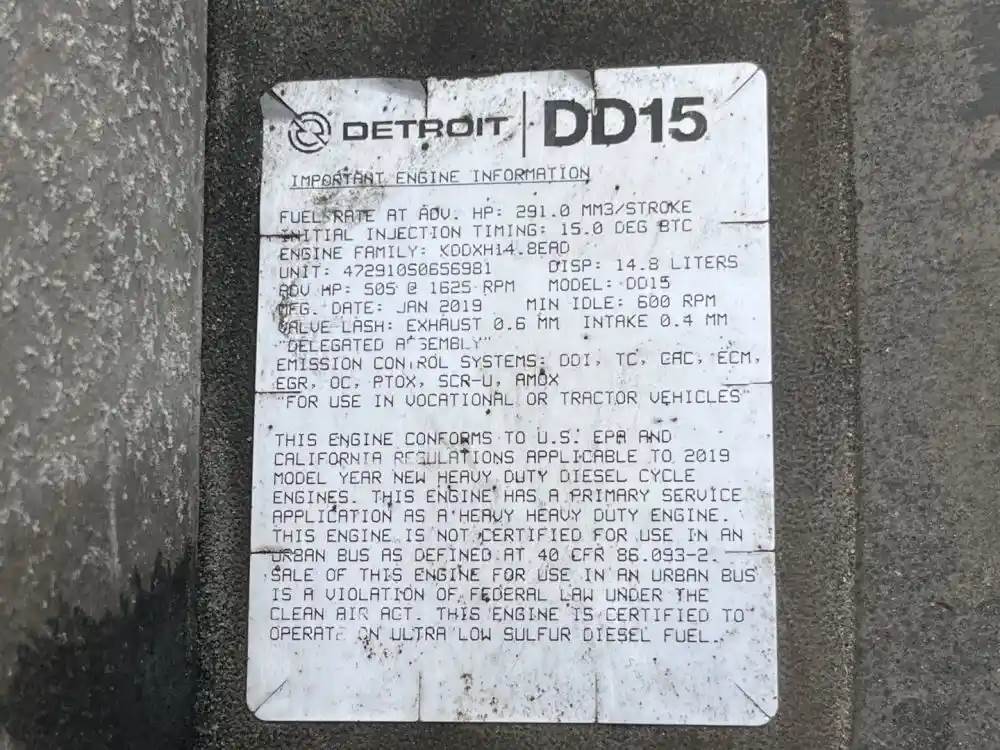 DETROIT DD15
IMPORTANT ENGINE INFORMATION
FUEL RATE AT ADV. HP: 291.0 MM3/STROKE
INITIAL INJECTION TIMING: 15.0 DEG BTC
ENGINE FAMILY: KDDXH14.8EAD
UNIT: 472910S0656981 DISP: 14.8 LITERS
ADV HP: 505 @ 1625 RPM MODEL: DD15
MFG. DATE: JAN 2019 MIN IDLE: 600 RPM
VALVE LASH: EXHAUST 0.6 MM INTAKE 0.4 MM
"DELEGATED ASSEMBLY"
EMISSION CONTROL SYSTEMS: DDI, TC, CAC, ECM,
EGR, OC, PTOX, SCR-U, AMOX
"FOR USE IN VOCATIONAL OR TRACTOR VEHICLES"
THIS ENGINE CONFORMS TO U.S. EPA AND
CALIFORNIA REGULATIONS APPLICABLE TO 2019
MODEL YEAR NEW HEAVY DUTY DIESEL CYCLE
ENGINES. THIS ENGINE HAS A PRIMARY SERVICE
APPLICATION AS A HEAVY HEAVY DUTY ENGINE.
THIS ENGINE IS NOT CERTIFIED FOR USE IN AN
URBAN BUS AS DEFINED AT 40 CFR 86.093-2.
SALE OF THIS ENGINE FOR USE IN AN URBAN BUS
IS A VIOLATION OF FEDERAL LAW UNDER THE
CLEAN AIR ACT. THIS ENGINE IS CERTIFIED TO
OPERATE ON ULTRA LOW SULFUR DIESEL FUEL.